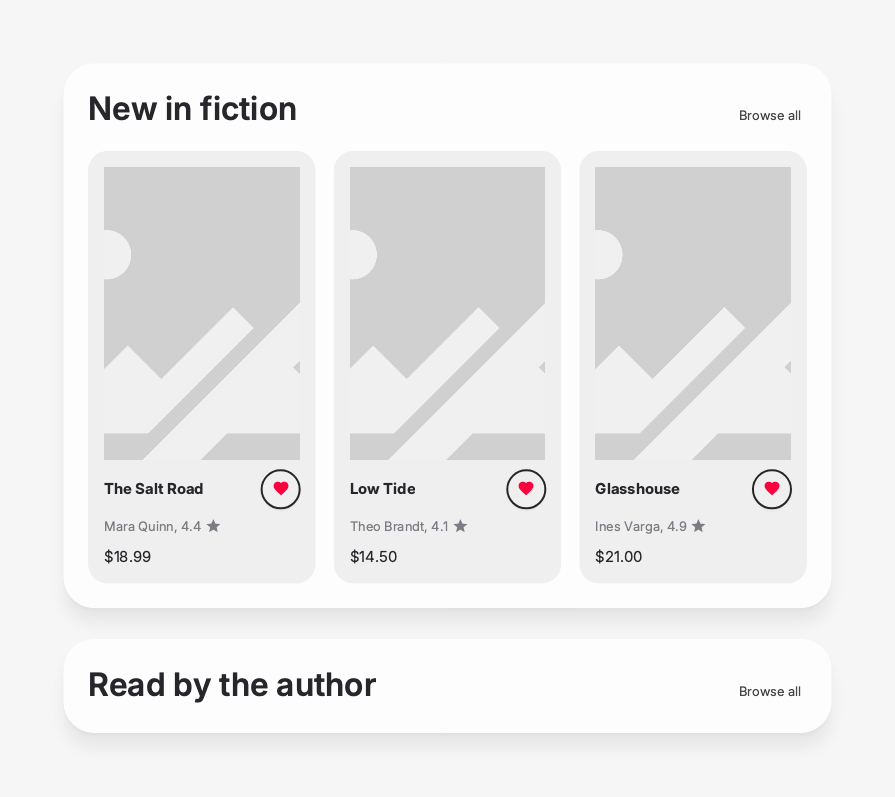 New in fiction
Browse all
The Salt Road
Mara Quinn, 4.4
$18.99
Low Tide
Theo Brandt, 4.1
$14.50
Glasshouse
Ines Varga, 4.9
$21.00
Read by the author
Browse all